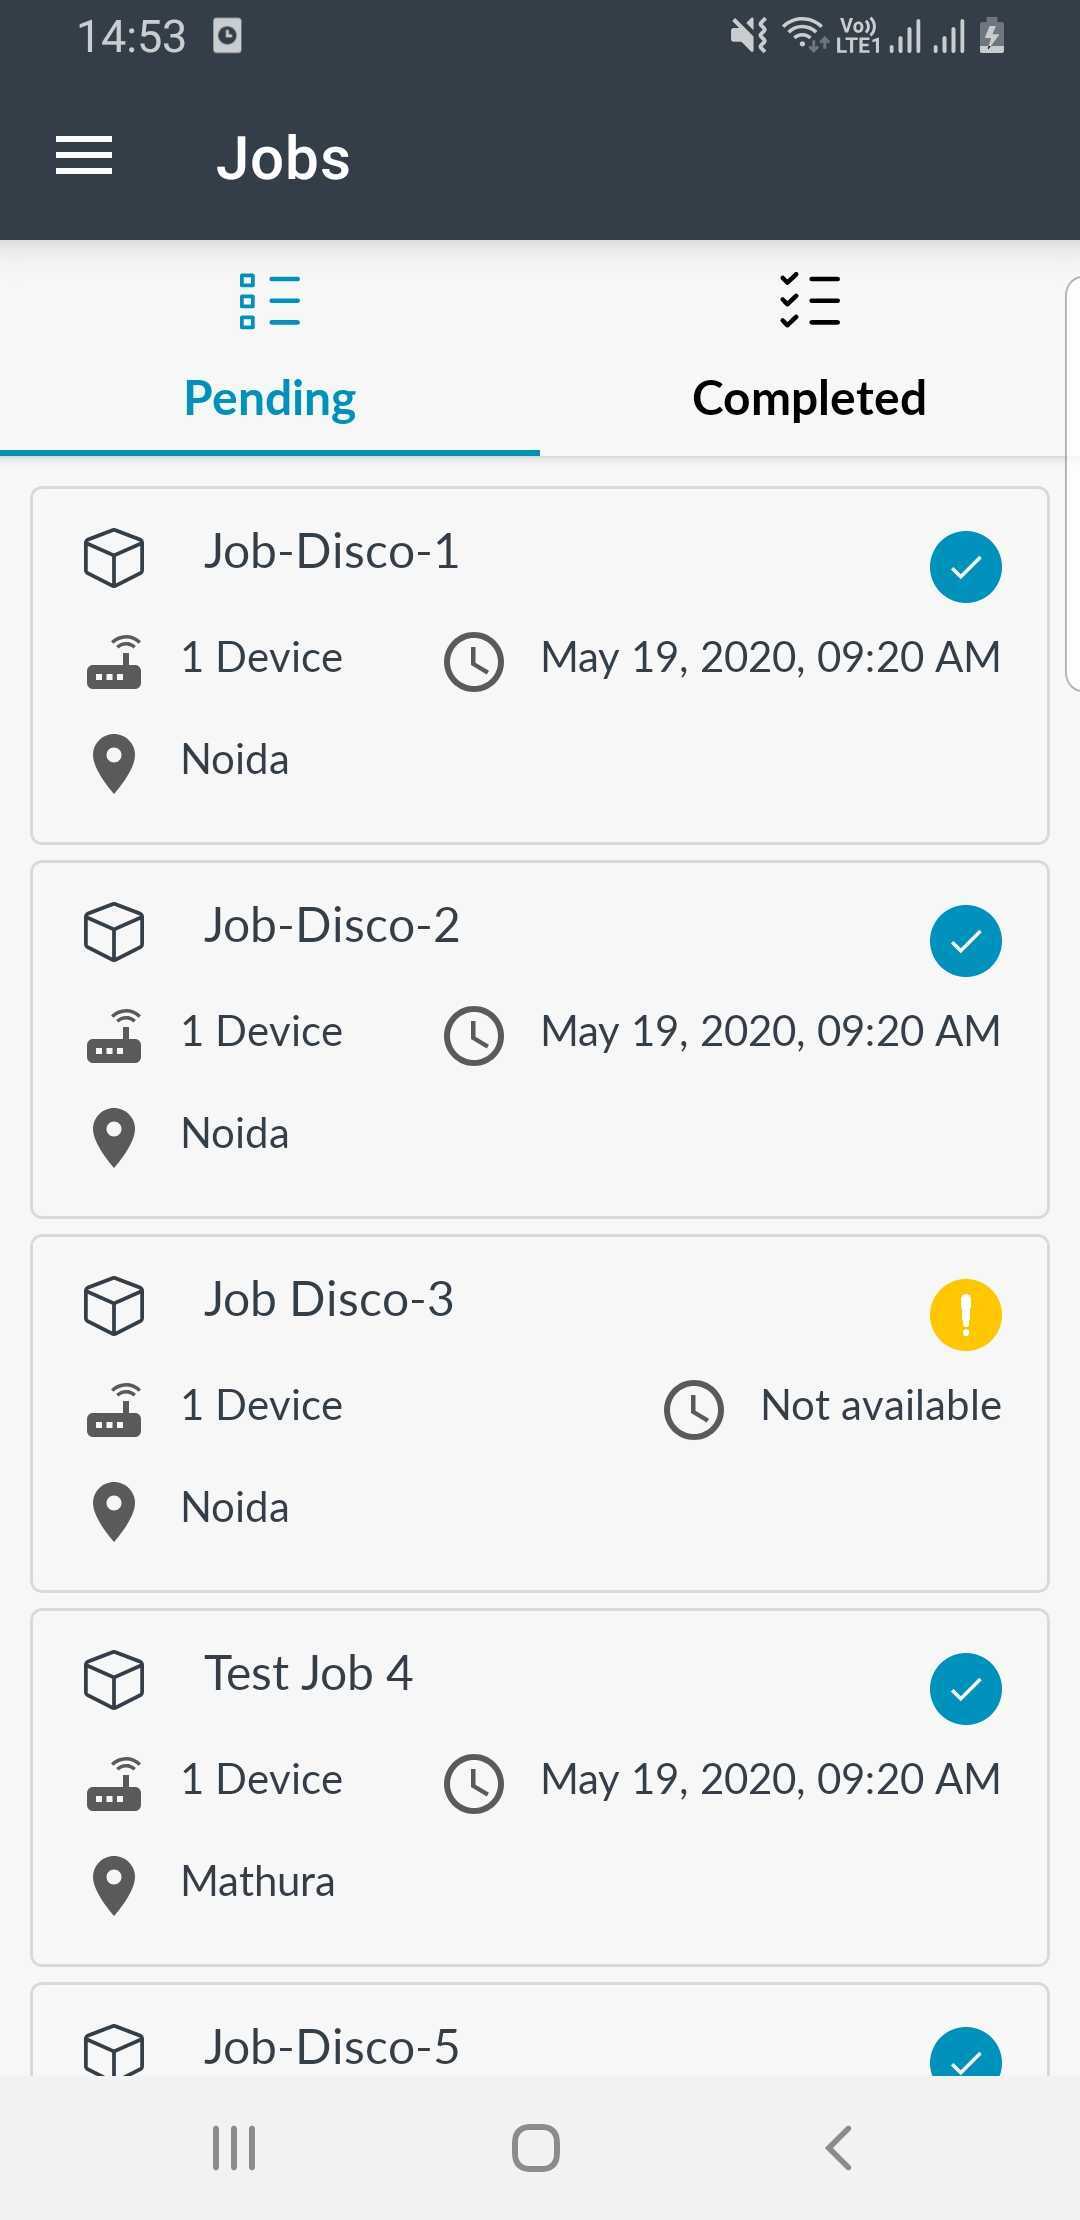 14:53
Vo)) LTE1
Jobs
Pending
Completed
Job-Disco-1
1 Device
May 19, 2020, 09:20 AM
Noida
Job-Disco-2
1 Device
May 19, 2020, 09:20 AM
Noida
Job Disco-3
1 Device
Not available
Noida
Test Job 4
1 Device
May 19, 2020, 09:20 AM
Mathura
Job-Disco-5